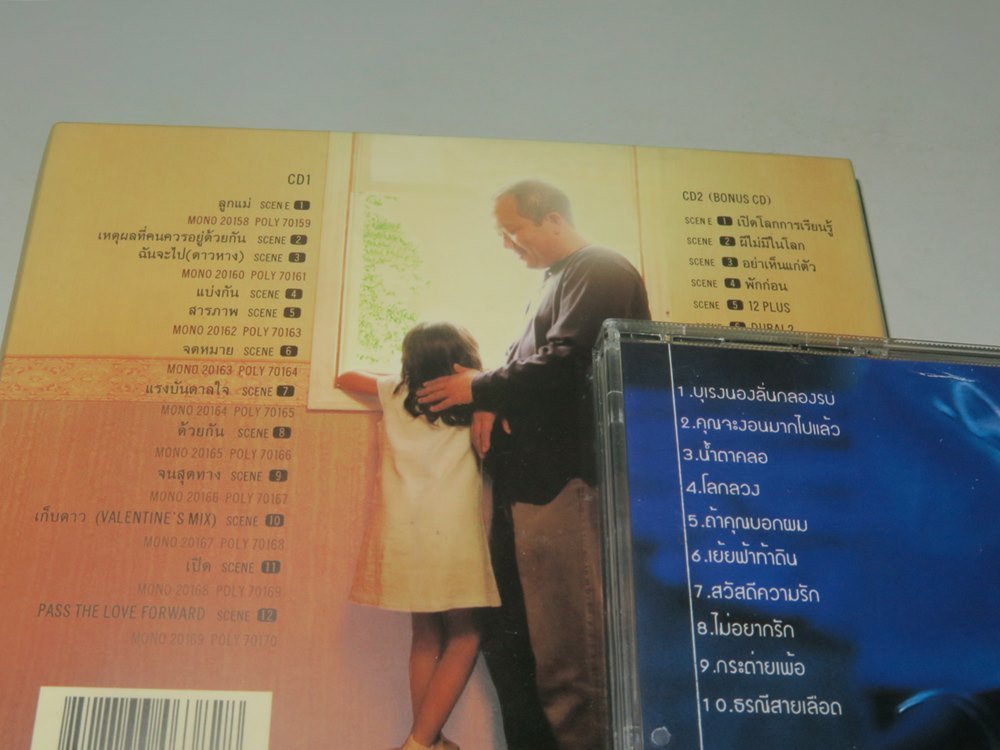 CD1
ลูกแม่ SCENE 1
MONO 20158 POLY 70159
เหตุผลที่คนควรอยู่ด้วยกัน SCENE 2
ฉันจะไป(ดาวหาง) SCENE 3
MONO 20160 POLY 70161
แบ่งกัน SCENE 4
สารภาพ SCENE 5
MONO 20162 POLY 70163
จดหมาย SCENE 6
MONO 20163 POLY 70164
แรงบันดาลใจ SCENE 7
MONO 20164 POLY 70165
ด้วยกัน SCENE 8
MONO 20165 POLY 70166
จนสุดทาง SCENE 9
MONO 20166 POLY 70167
เก็บดาว (VALENTINE'S MIX) SCENE 10
MONO 20167 POLY 70168
เปิด SCENE 11
MONO 20168 POLY 70169
PASS THE LOVE FORWARD SCENE 12
MONO 20169 POLY 70170
CD2 (BONUS CD)
SCENE 1 เปิดโลกการเรียนรู้
SCENE 2 ผีไม่มีในโลก
SCENE 3 อย่าเห็นแก่ตัว
SCENE 4 พักก่อน
SCENE 5 12 PLUS
1.บุเรงนองลั่นกลองรบ
2.คุณจะงอนมากไปแล้ว
3.น้ำตาคลอ
4.โลกลวง
5.ถ้าคุณบอกผม
6.เย้ยฟ้าท้าดิน
7.สวัสดีความรัก
8.ไม่อยากรัก
9.กระต่ายเพ้อ
10.ธรณีสายเลือด